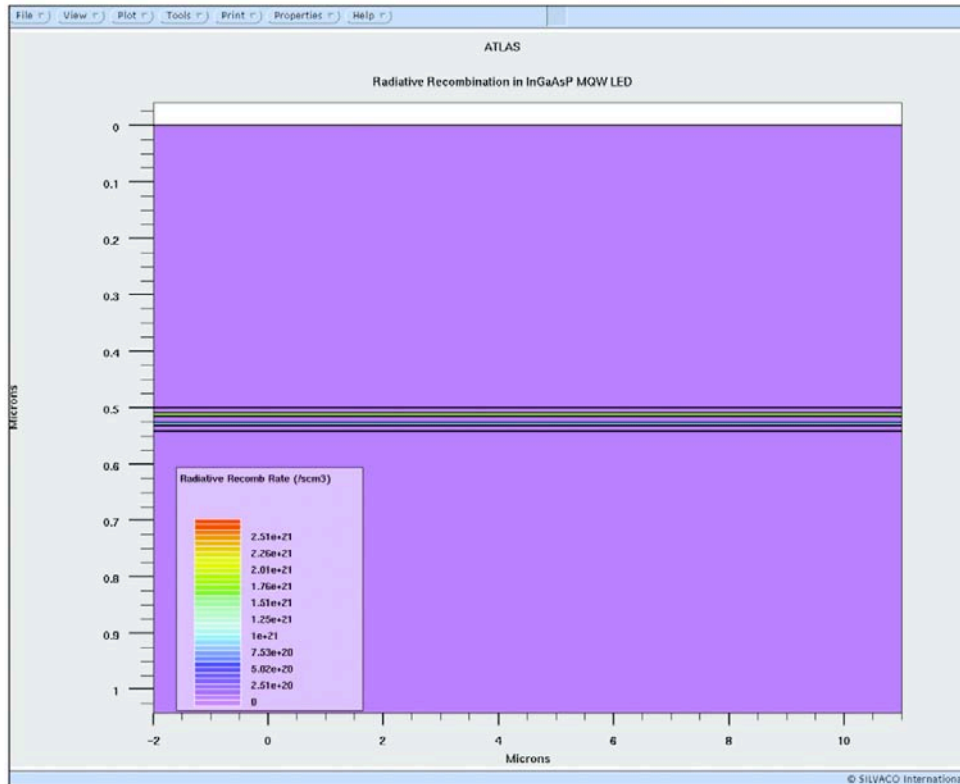 File View Plot Tools Print Properties Help
ATLAS
Radiative Recombination in InGaAsP MQW LED
0
0.1
0.2
0.3
0.4
0.5
0.6
0.7
0.8
0.9
1
Microns
Radiative Recomb Rate (/scm3)
2.51e+21
2.26e+21
2.01e+21
1.76e+21
1.51e+21
1.25e+21
1e+21
7.53e+20
5.02e+20
2.51e+20
0
-2 0 2 4 6 8 10
Microns
© SILVACO International